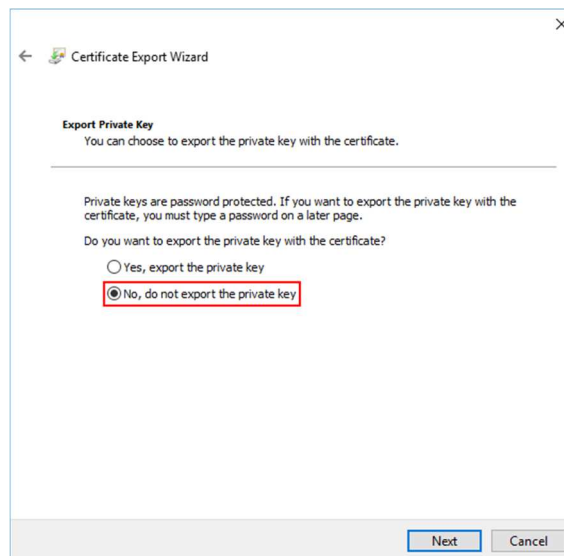 Certificate Export Wizard
Export Private Key
You can choose to export the private key with the certificate.
Private keys are password protected. If you want to export the private key with the
certificate, you must type a password on a later page.
Do you want to export the private key with the certificate?
Yes, export the private key
No, do not export the private key
Next
Cancel